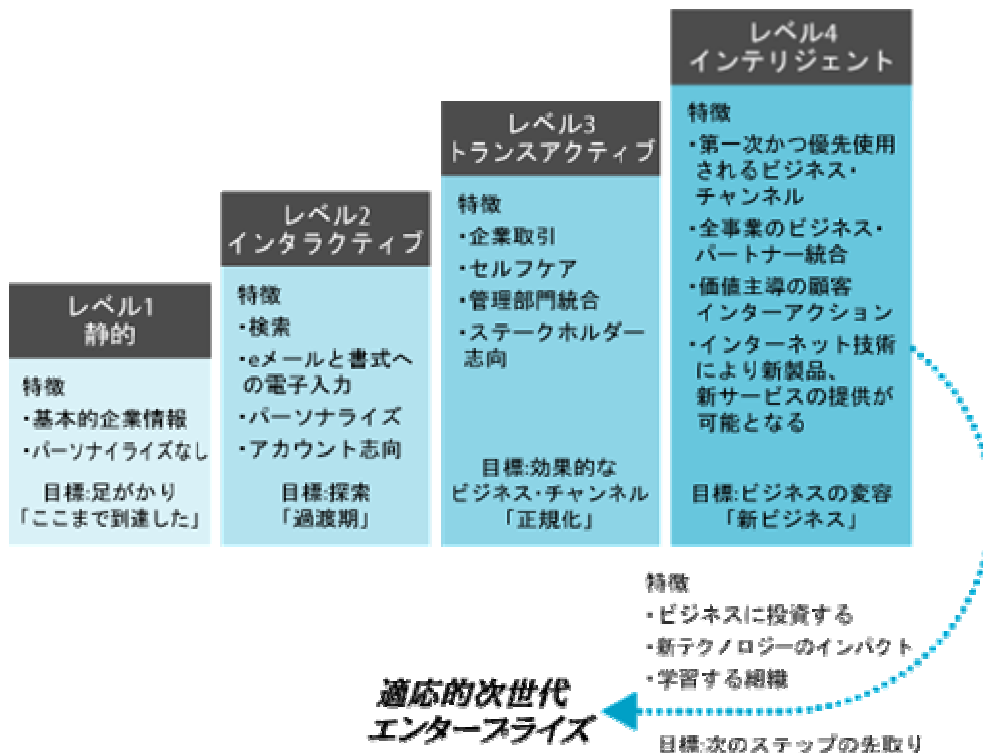 レベル1
静的
特徴
・基本的企業情報
・パーソナイライズなし
目標:足がかり
「ここまで到達した」
レベル2
インタラクティブ
特徴
・検索
・eメールと書式へ
の電子入力
・パーソナライズ
・アカウント志向
目標:探索
「過渡期」
レベル3
トランスアクティブ
特徴
・企業取引
・セルフケア
・管理部門統合
・ステークホルダー
志向
目標:効果的な
ビジネス・チャンネル
「正規化」
レベル4
インテリジェント
特徴
・第一次かつ優先使用
されるビジネス・
チャンネル
・全事業のビジネス・
パートナー統合
・価値主導の顧客
インターアクション
・インターネット技術
により新製品、
新サービスの提供が
可能となる
目標:ビジネスの変容
「新ビジネス」
特徴
・ビジネスに投資する
・新テクノロジーのインパクト
・学習する組織
目標:次のステップの先取り
適応的次世代
エンタープライズ